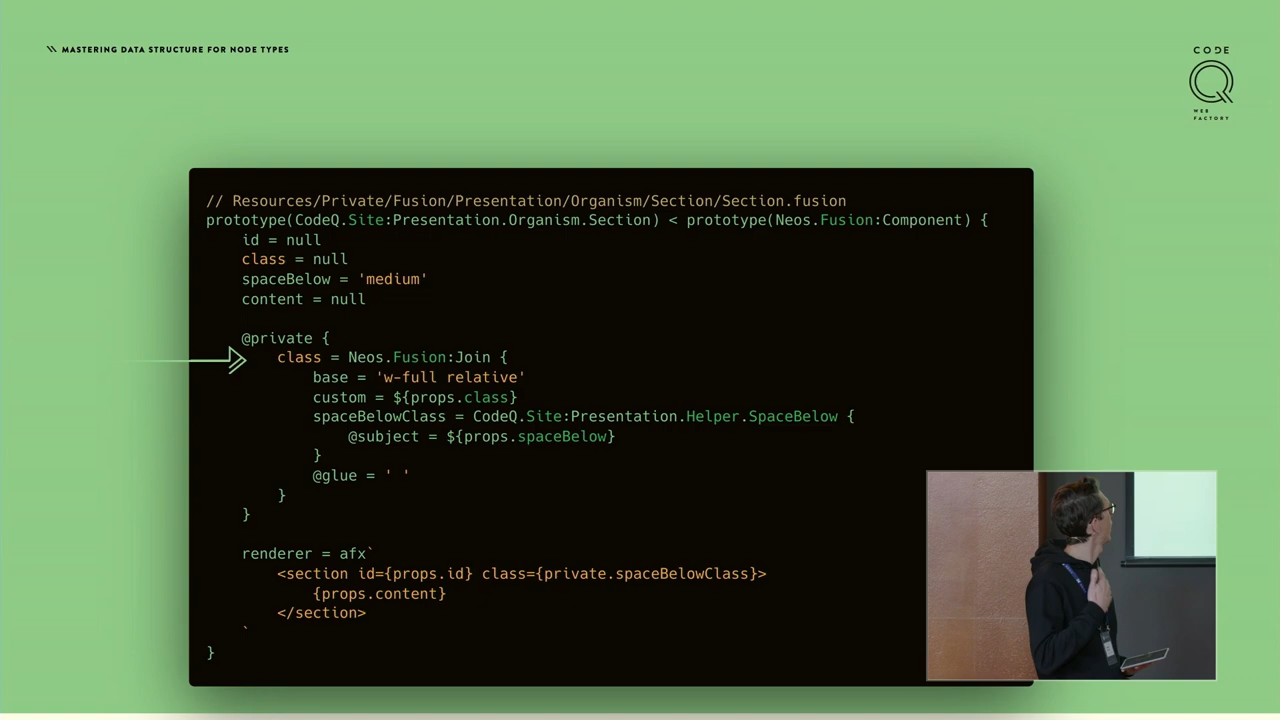 \\ MASTERING DATA STRUCTURE FOR NODE TYPES
CODE
Q
WEB
FACTORY
// Resources/Private/Fusion/Presentation/Organism/Section/Section.fusion
prototype(CodeQ.Site:Presentation.Organism.Section) < prototype(Neos.Fusion:Component) {
    id = null
    class = null
    spaceBelow = 'medium'
    content = null

    @private {
        class = Neos.Fusion:Join {
            base = 'w-full relative'
            custom = ${props.class}
            spaceBelowClass = CodeQ.Site:Presentation.Helper.SpaceBelow {
                @subject = ${props.spaceBelow}
            }
            @glue = ' '
        }
    }

    renderer = afx`
        <section id={props.id} class={private.spaceBelowClass}>
            {props.content}
        </section>
    `
}